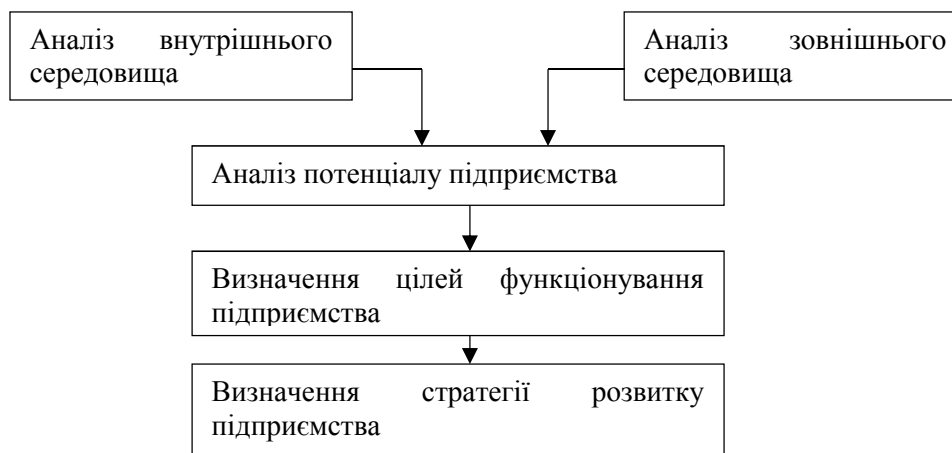 Аналіз внутрішнього
середовища
Аналіз зовнішнього
середовища
Аналіз потенціалу підприємства
Визначення цілей функціонування
підприємства
Визначення стратегії розвитку
підприємства